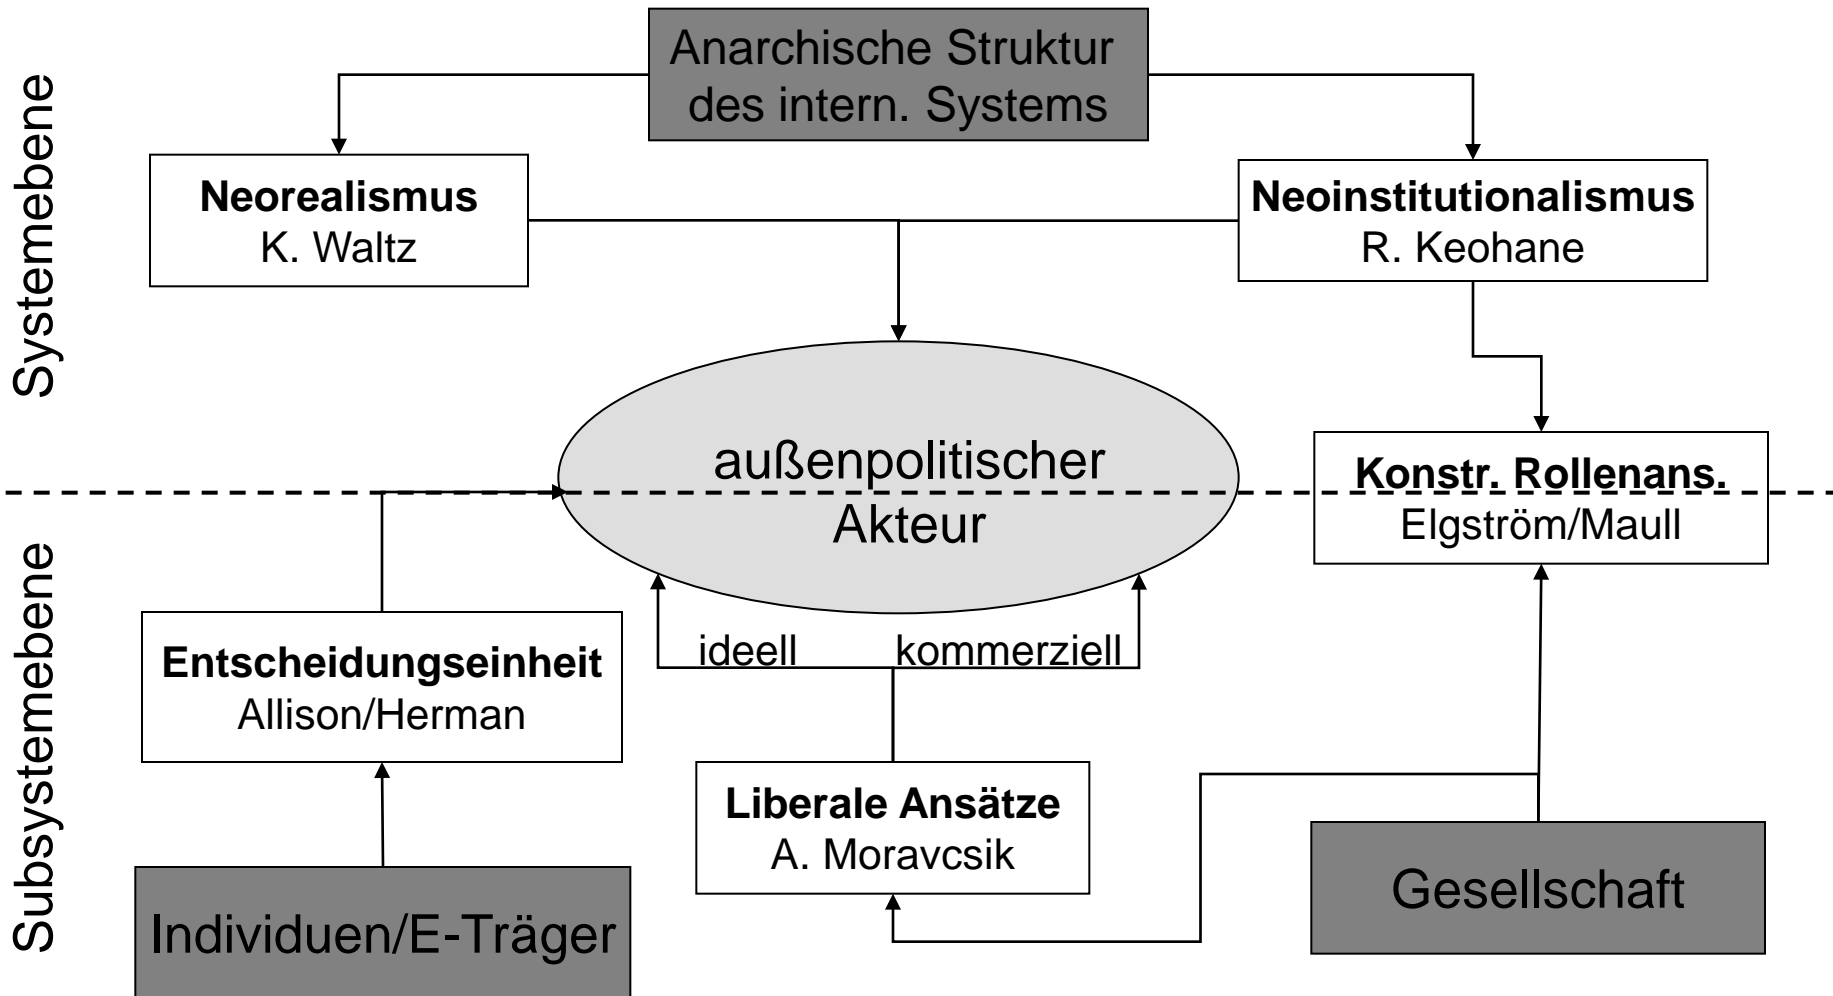 Systemebene
Anarchische Struktur
des intern. Systems
Neorealismus
K. Waltz
Neoinstitutionalismus
R. Keohane
außenpolitischer
Akteur
Konstr. Rollenans.
Elgström/Maull
Subsystemebene
Entscheidungseinheit
Allison/Herman
ideell
kommerziell
Liberale Ansätze
A. Moravcsik
Individuen/E-Träger
Gesellschaft